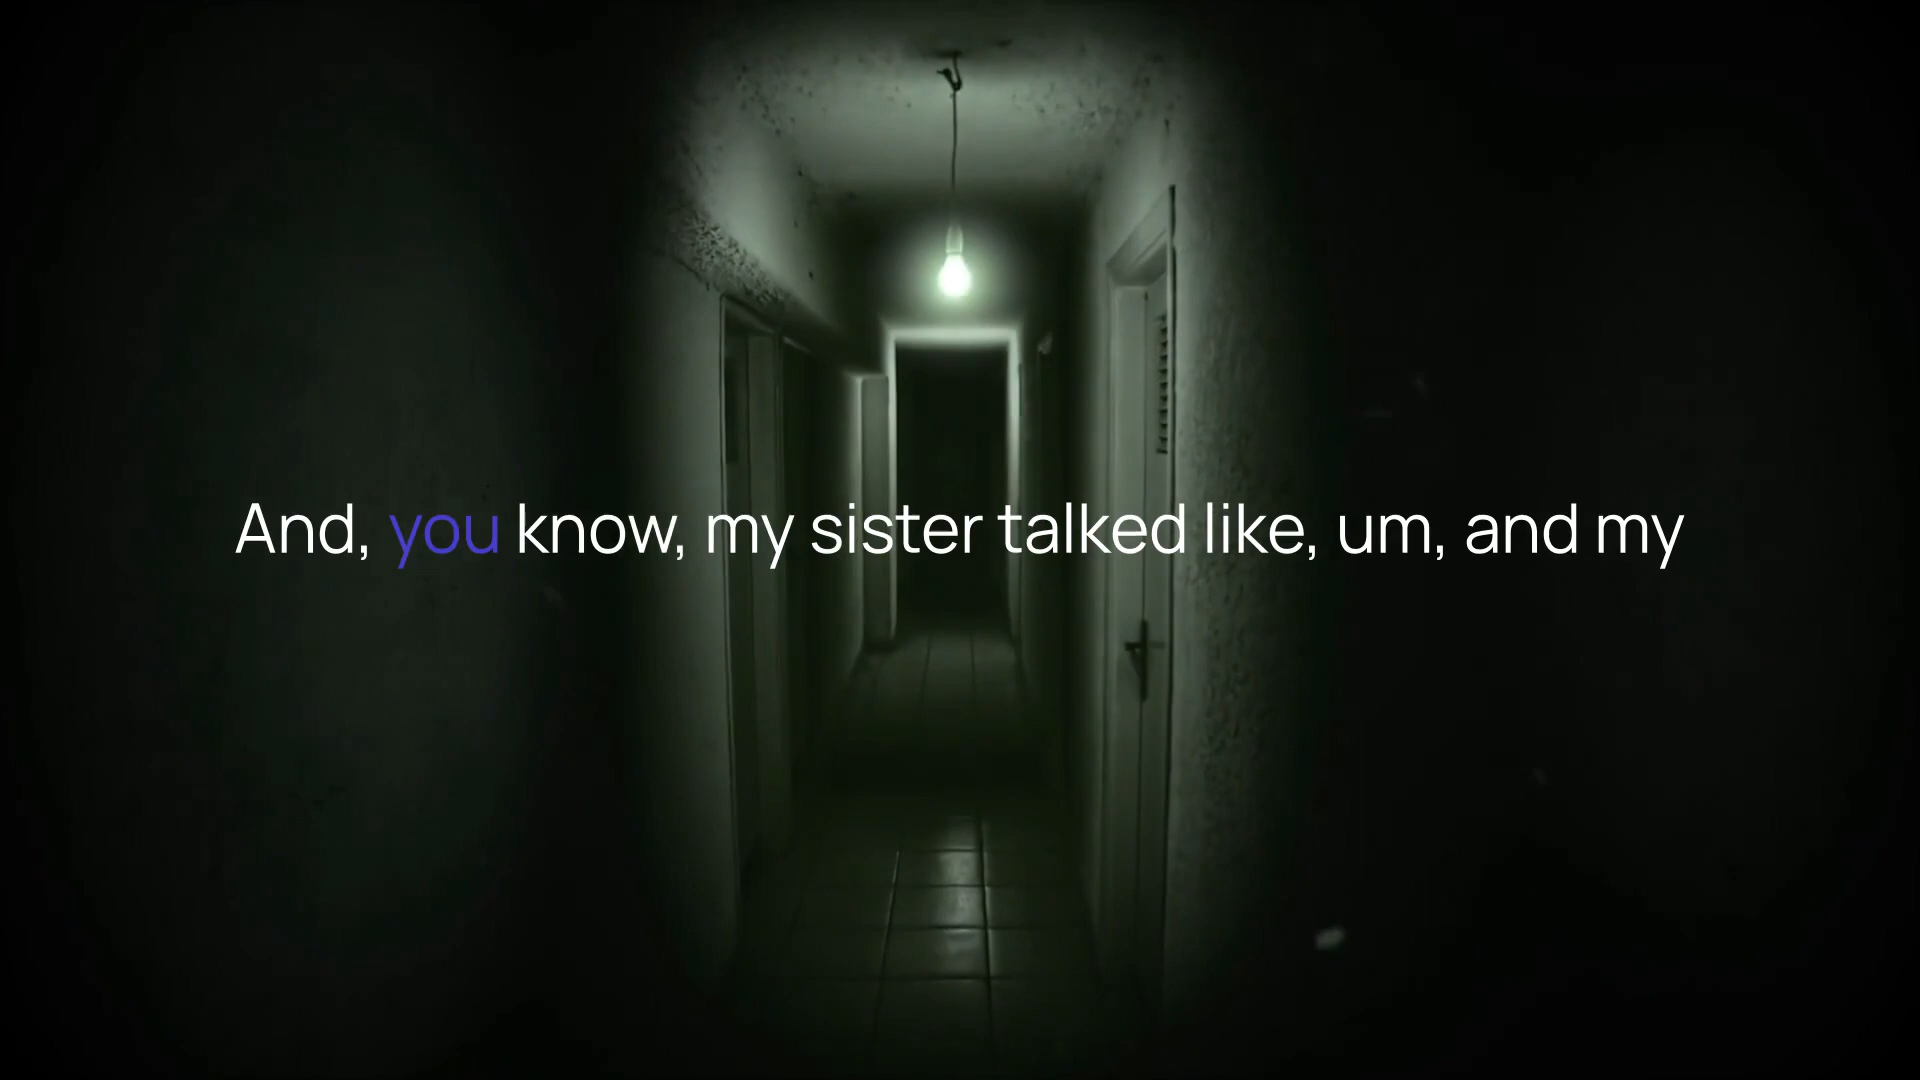 And, you know, my sister talked like, um, and my